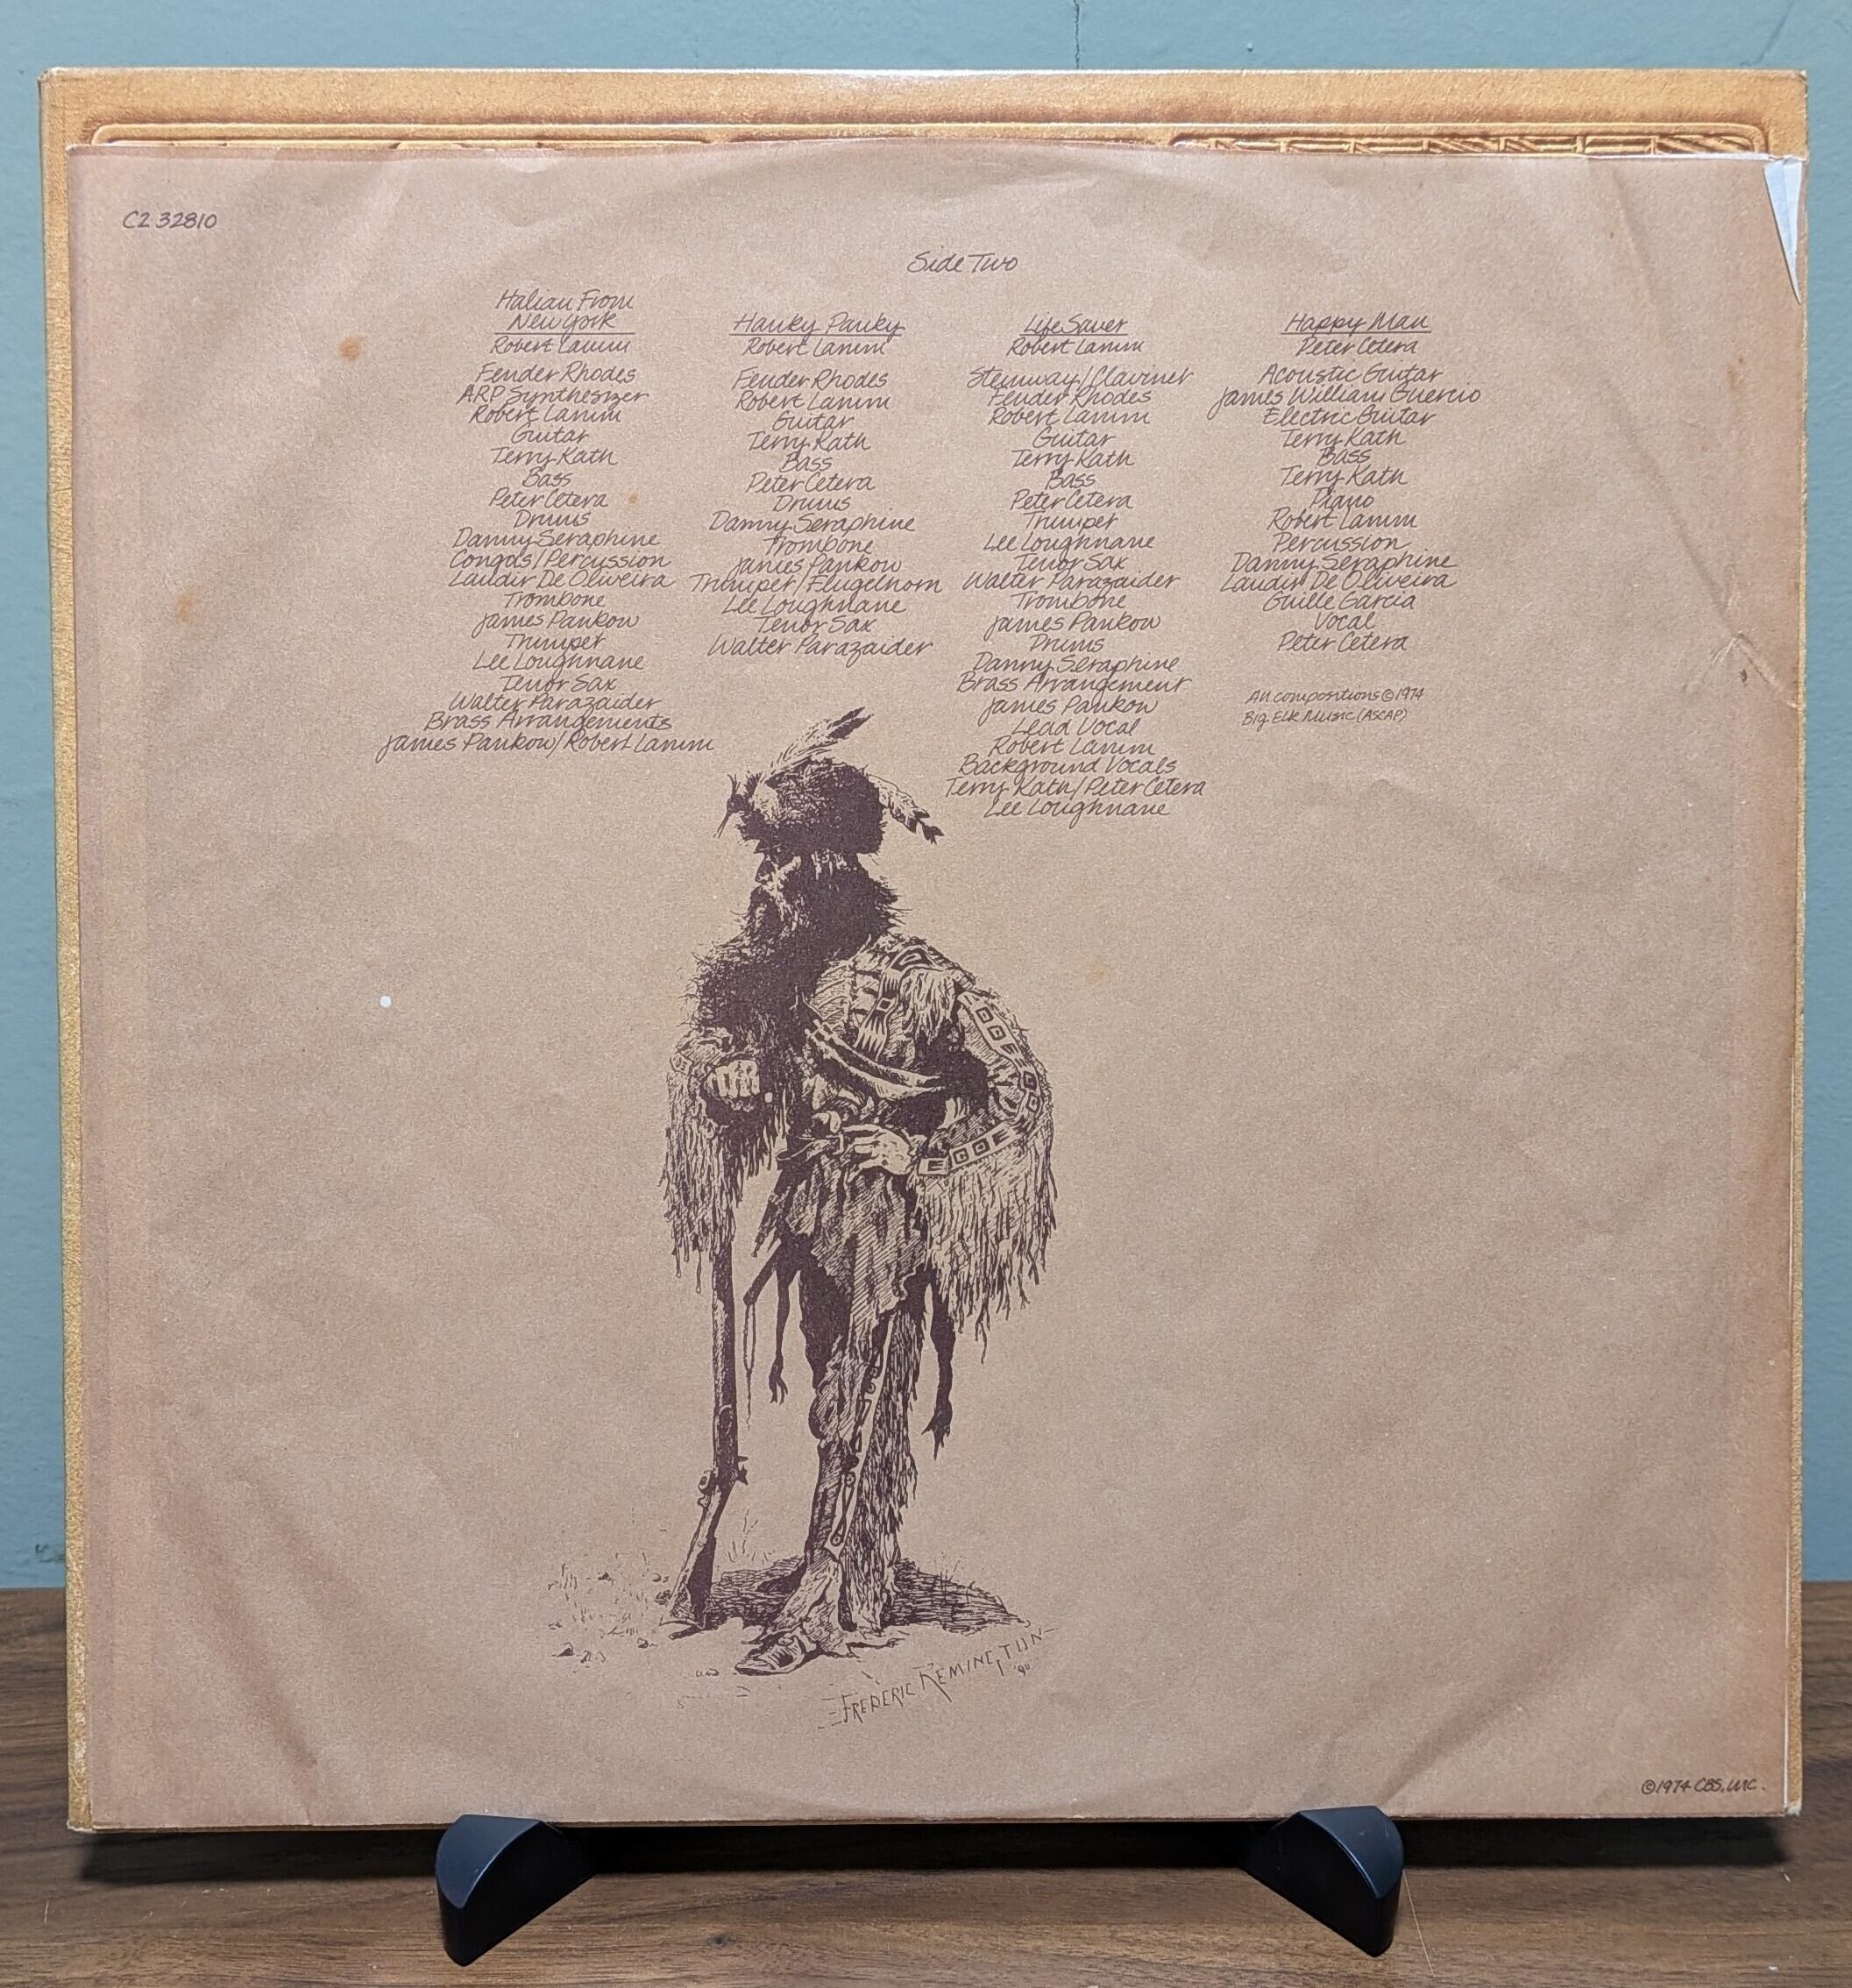 C2 32810
Side Two
Italian From
New York
Robert Lamm
Fender Rhodes
ARP Synthesizer
Robert Lamm
Guitar
Terry Kath
Bass
Peter Cetera
Drums
Danny Seraphine
Congas/Percussion
Laudir De Oliveira
Trombone
James Pankow
Trumpet
Lee Loughnane
Tenor Sax
Walter Parazaider
Brass Arrangements
James Pankow/Robert Lamm
Hanky Panky
Robert Lamm
Fender Rhodes
Robert Lamm
Guitar
Terry Kath
Bass
Peter Cetera
Drums
Danny Seraphine
Trombone
James Pankow
Trumpet/Flugelhorn
Lee Loughnane
Tenor Sax
Walter Parazaider
Life Saver
Robert Lamm
Steinway/Clavinet
Fender Rhodes
Robert Lamm
Guitar
Terry Kath
Bass
Peter Cetera
Trumpet
Lee Loughnane
Tenor Sax
Walter Parazaider
Trombone
James Pankow
Drums
Danny Seraphine
Brass Arrangement
James Pankow
Lead Vocal
Robert Lamm
Background Vocals
Terry Kath/Peter Cetera
Lee Loughnane
Happy Man
Peter Cetera
Acoustic Guitar
James William Guercio
Electric Guitar
Terry Kath
Bass
Terry Kath
Piano
Robert Lamm
Percussion
Danny Seraphine
Laudir De Oliveira
Guille Garcia
Vocal
Peter Cetera
All compositions © 1974
Big Elk Music (ASCAP)
FREDERIC REMINGTON
'90
© 1974 CBS, INC.